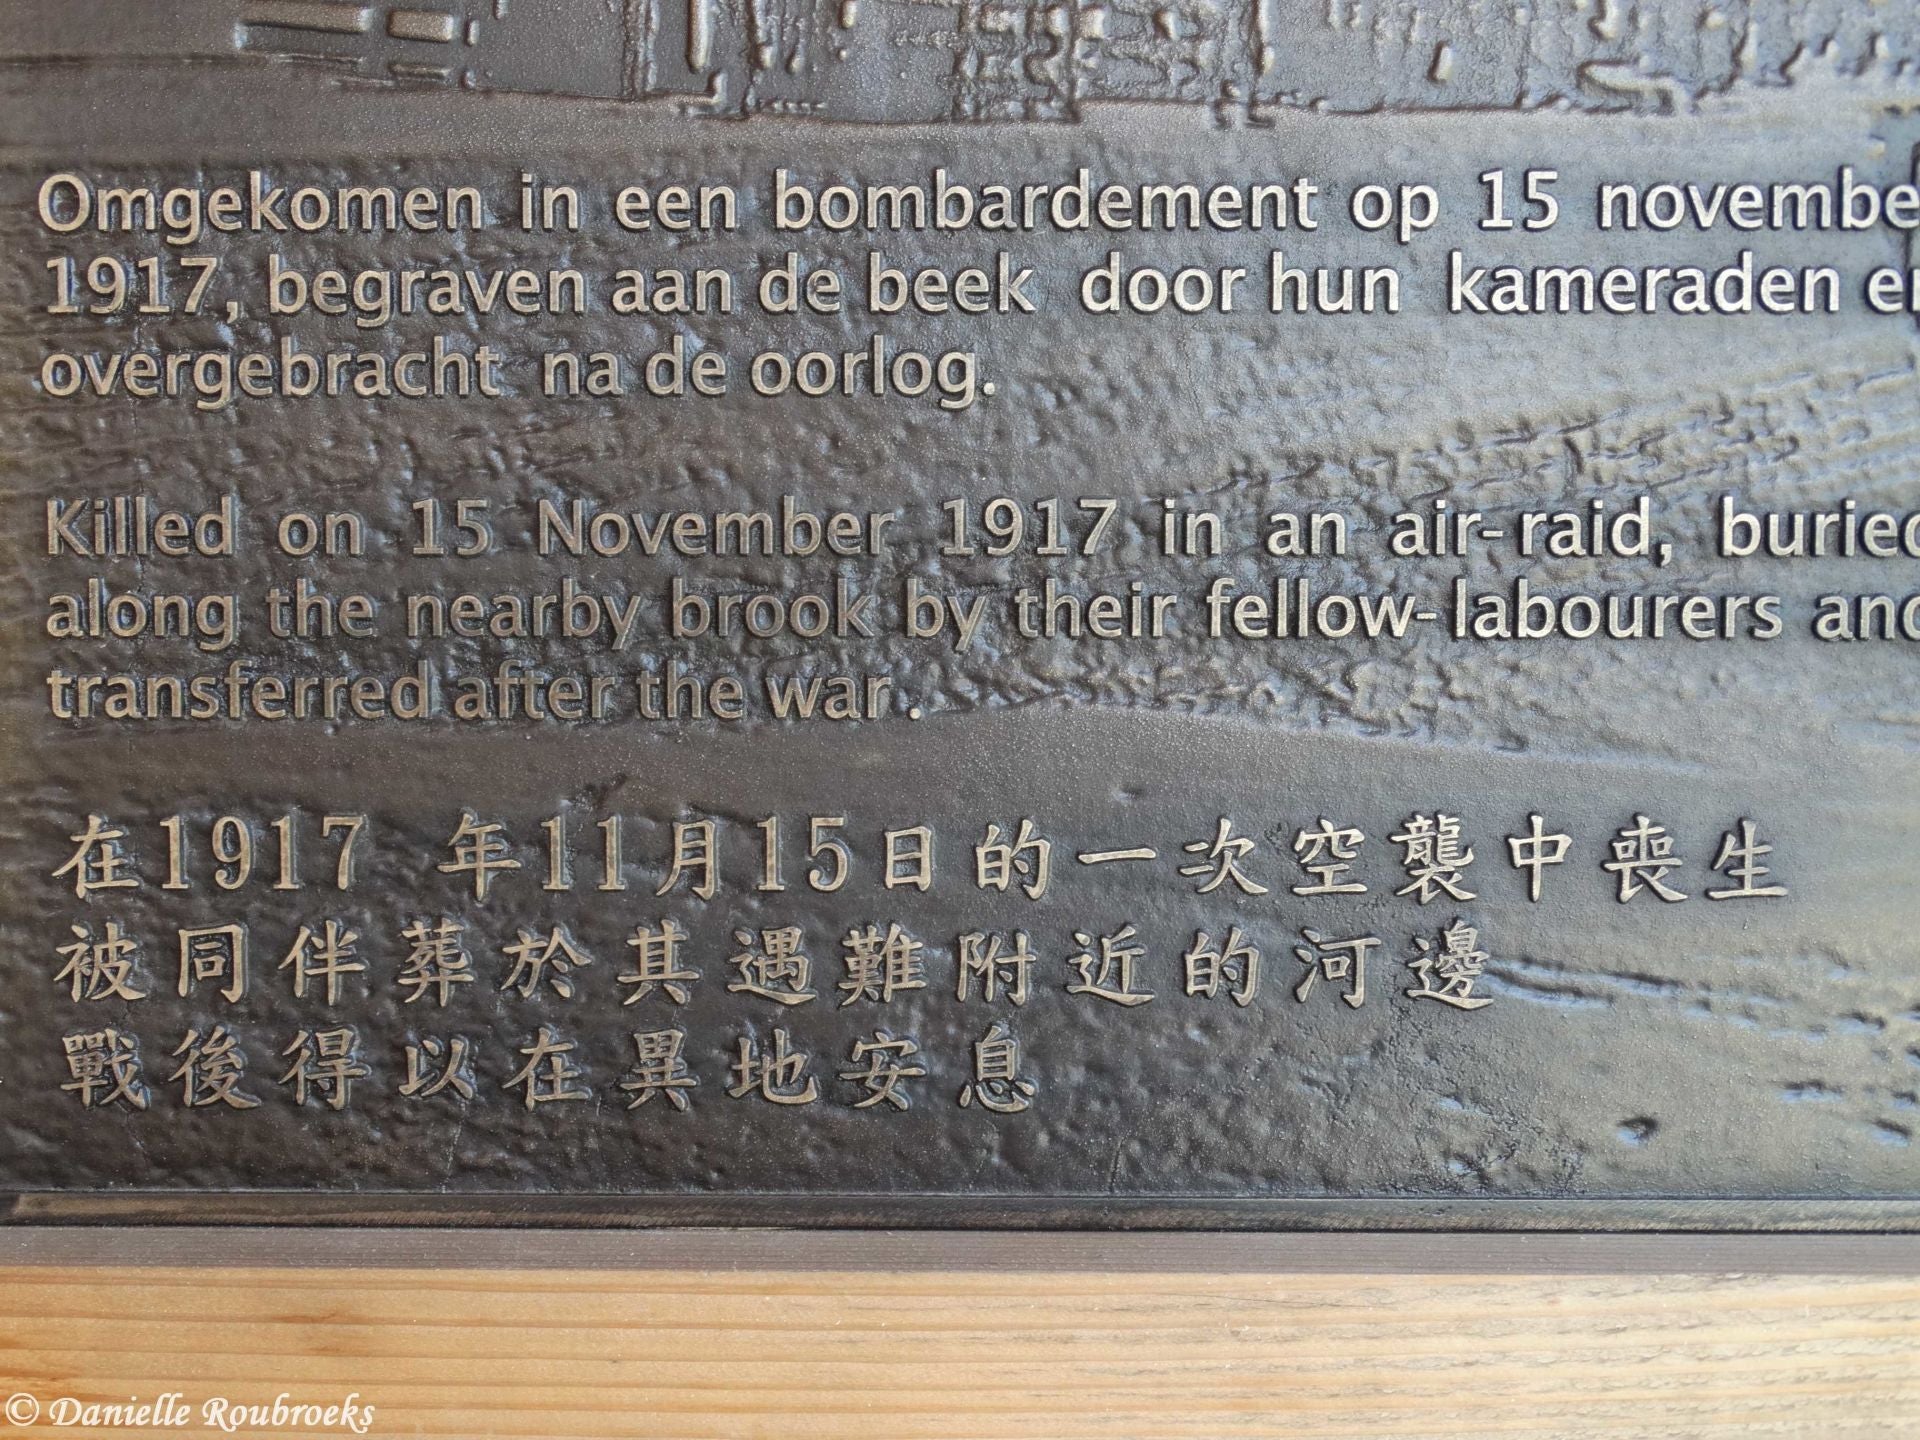 Omgekomen in een bombardement op 15 novembe
1917, begraven aan de beek door hun kameraden en
overgebracht na de oorlog.
Killed on 15 November 1917 in an air-raid, buried
along the nearby brook by their fellow-labourers and
transferred after the war .
在1917 年11月15日的一次空襲中喪生
被同伴葬於其遇難附近的河邊
戰後得以在異地安息
© Danielle Roubroeks